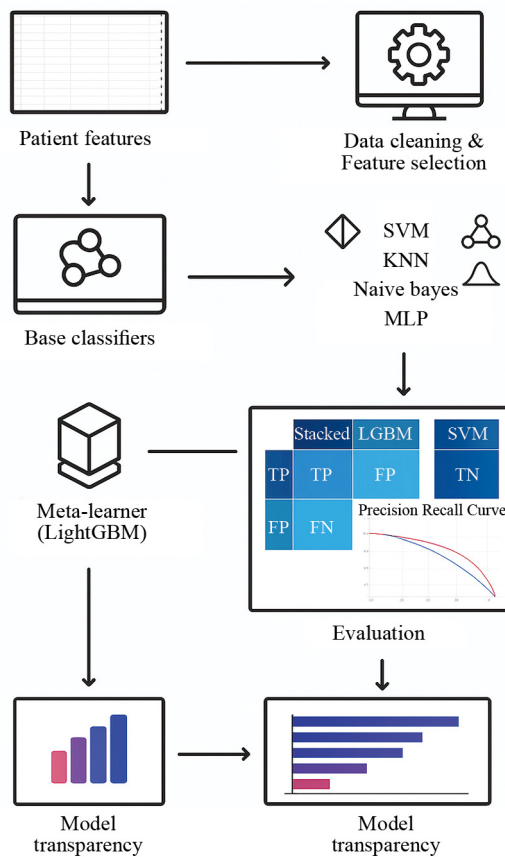 Patient features
Data cleaning &
Feature selection
SVM
KNN
Naive bayes
MLP
Base classifiers
Stacked LGBM SVM
TP TP FP TN
FP FN
Precision Recall Curve
Meta-learner
(LightGBM)
Evaluation
Model
transparency
Model
transparency